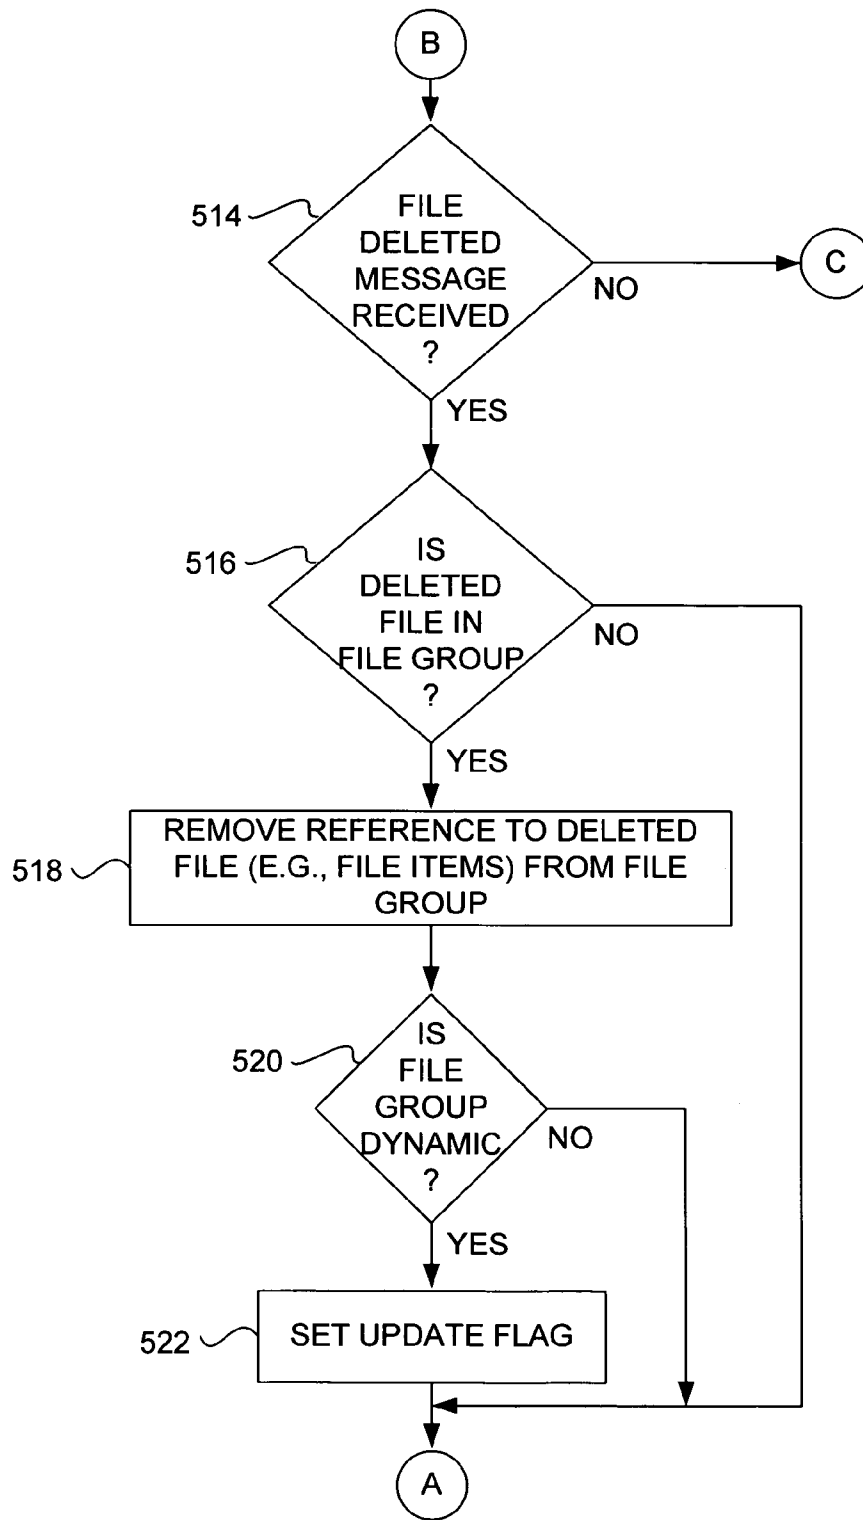 B
514
FILE
DELETED
MESSAGE
RECEIVED
?
NO
C
YES
516
IS
DELETED
FILE IN
FILE GROUP
?
NO
YES
518
REMOVE REFERENCE TO DELETED
FILE (E.G., FILE ITEMS) FROM FILE
GROUP
520
IS
FILE
GROUP
DYNAMIC
?
NO
YES
522
SET UPDATE FLAG
A